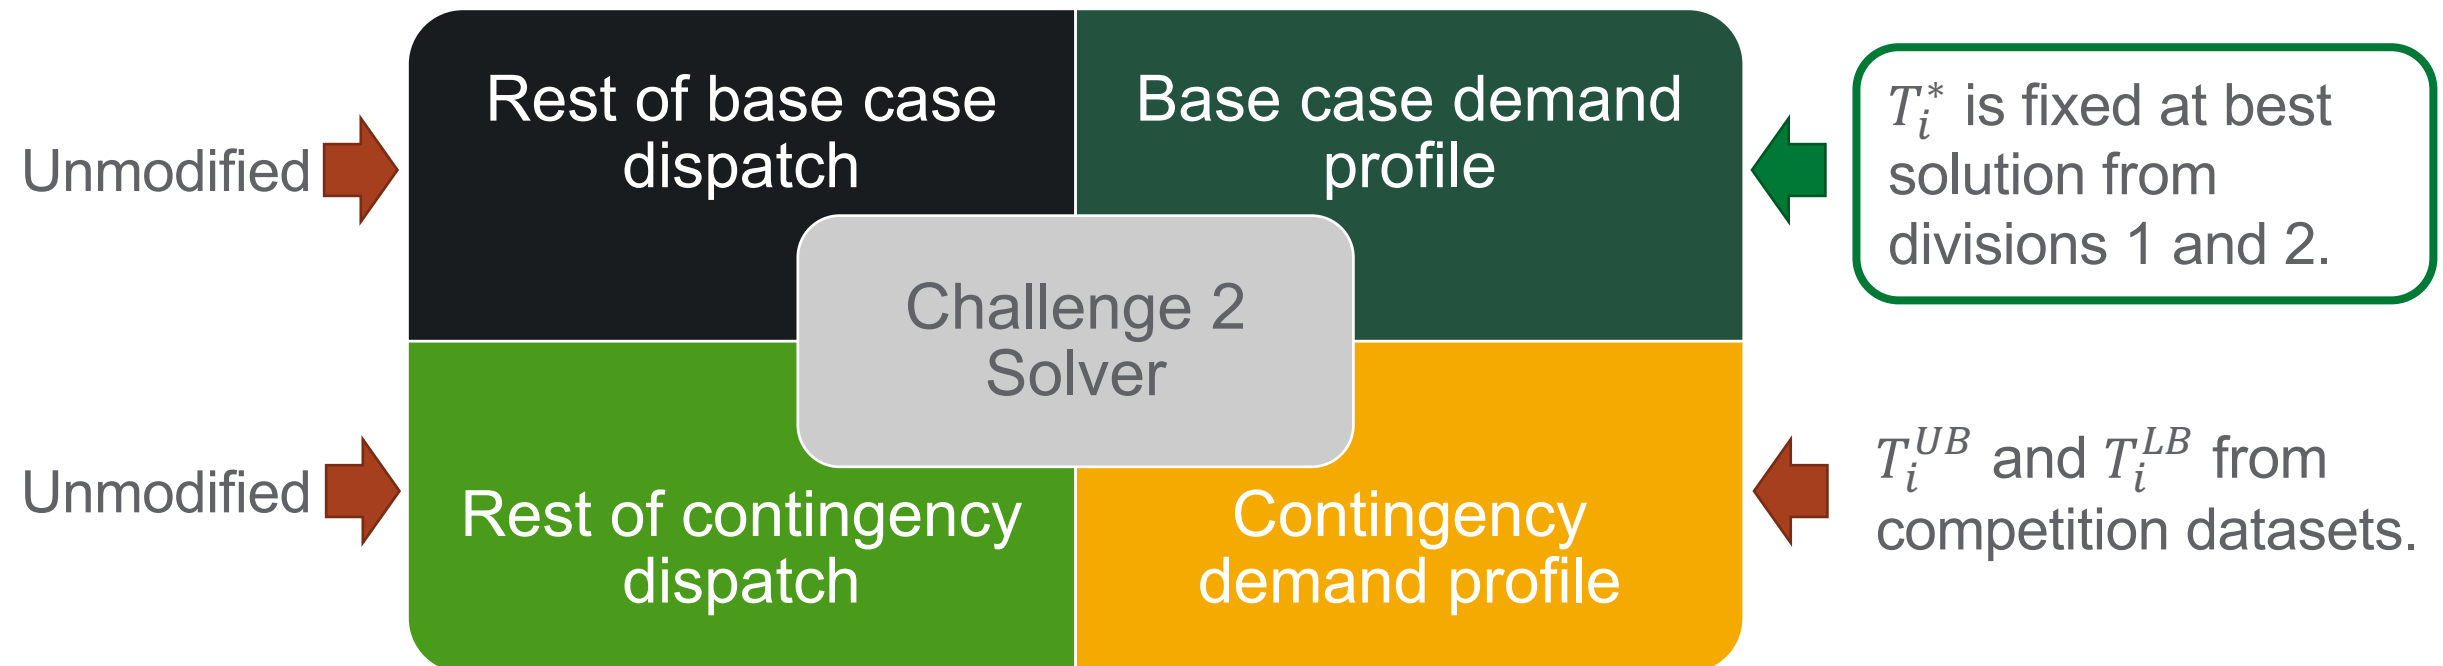 Unmodified
Rest of base case
dispatch
Base case demand
profile
T_i^* is fixed at best
solution from
divisions 1 and 2.
Challenge 2
Solver
Unmodified
Rest of contingency
dispatch
Contingency
demand profile
T_i^{UB} and T_i^{LB} from
competition datasets.